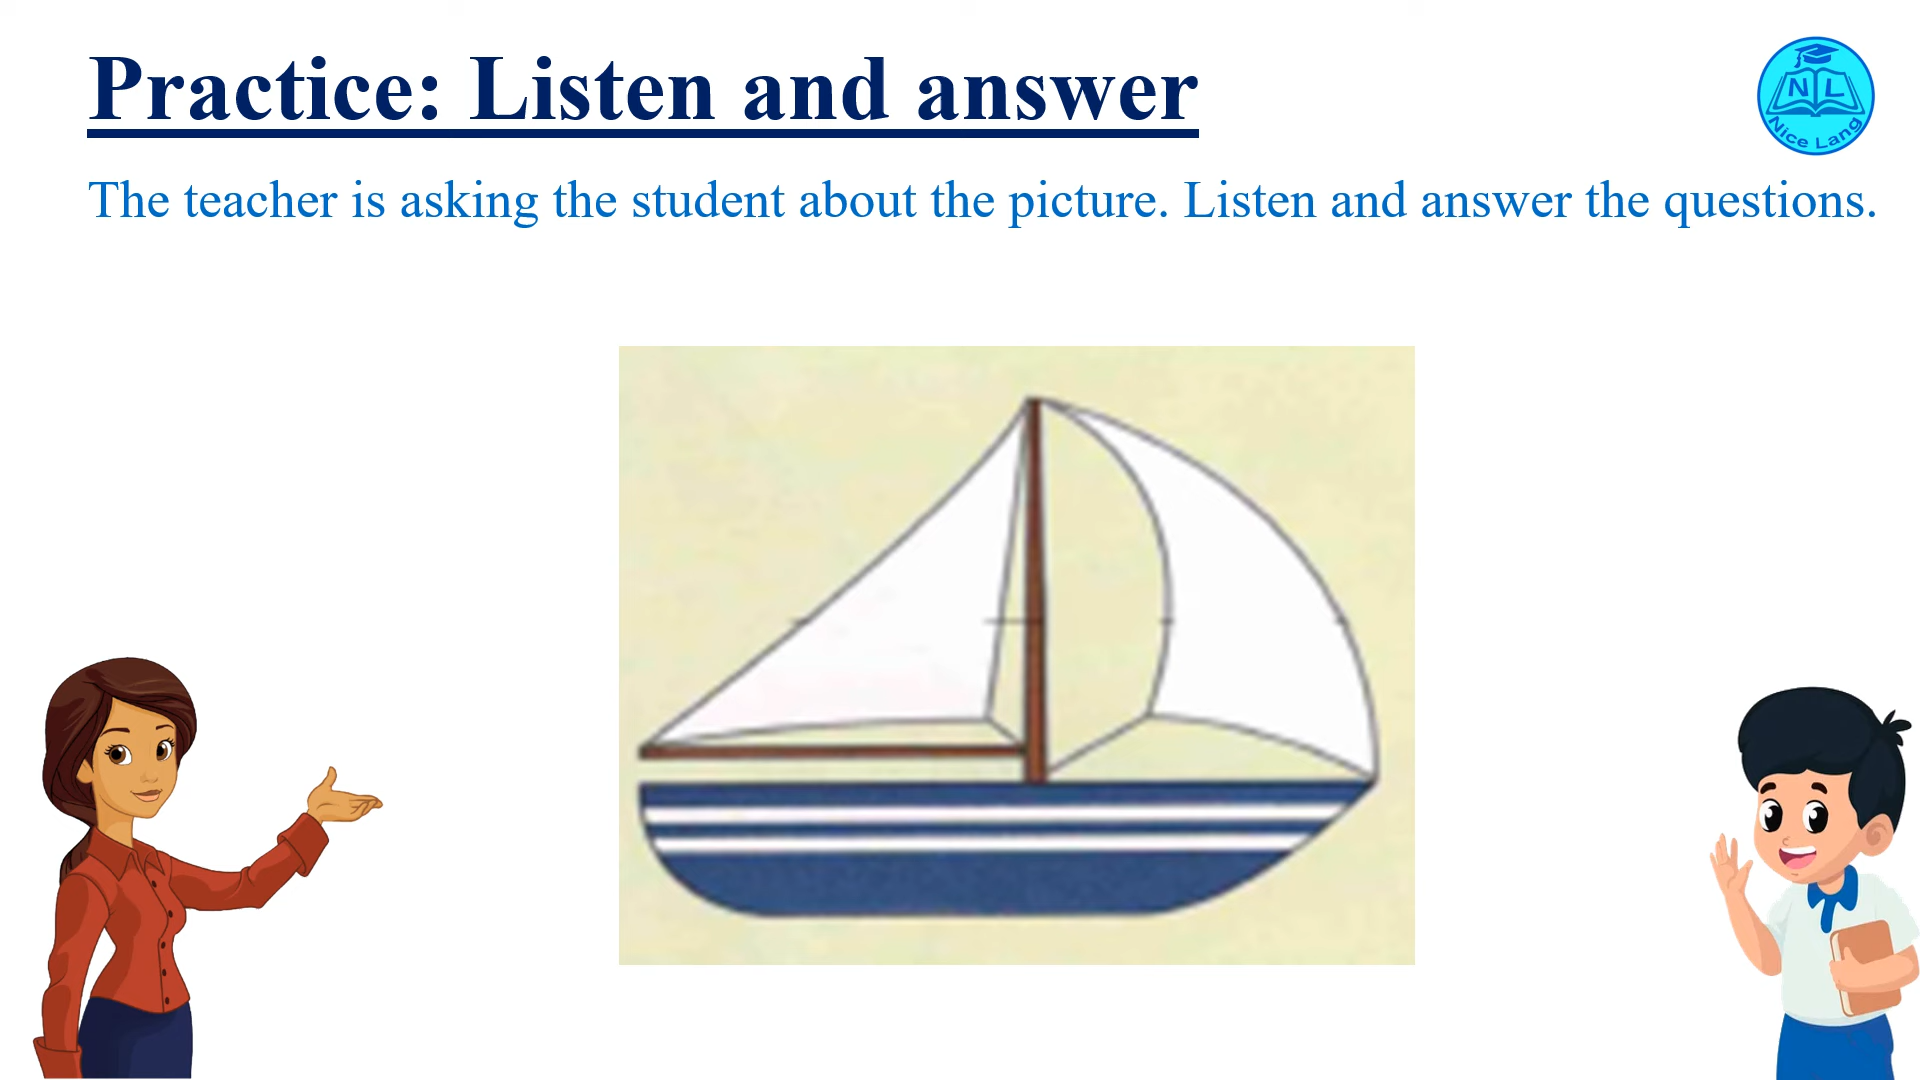 Practice: Listen and answer
N L
Nice Lang
The teacher is asking the student about the picture. Listen and answer the questions.